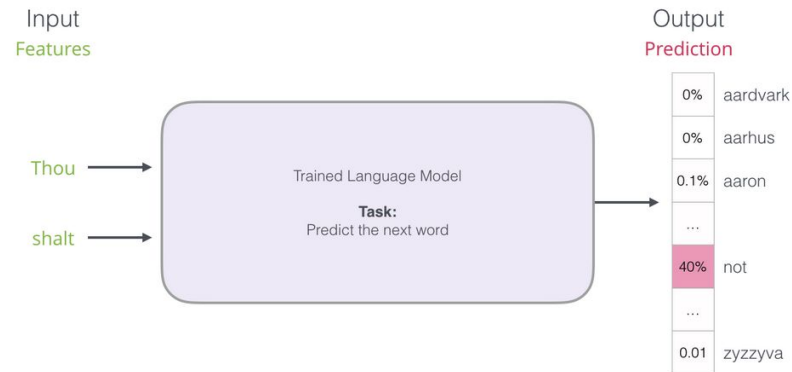 Input
Features
Thou
shalt
Trained Language Model
Task:
Predict the next word
Output
Prediction
0% aardvark
0% aarhus
0.1% aaron
...
40% not
...
0.01 zyzzyva